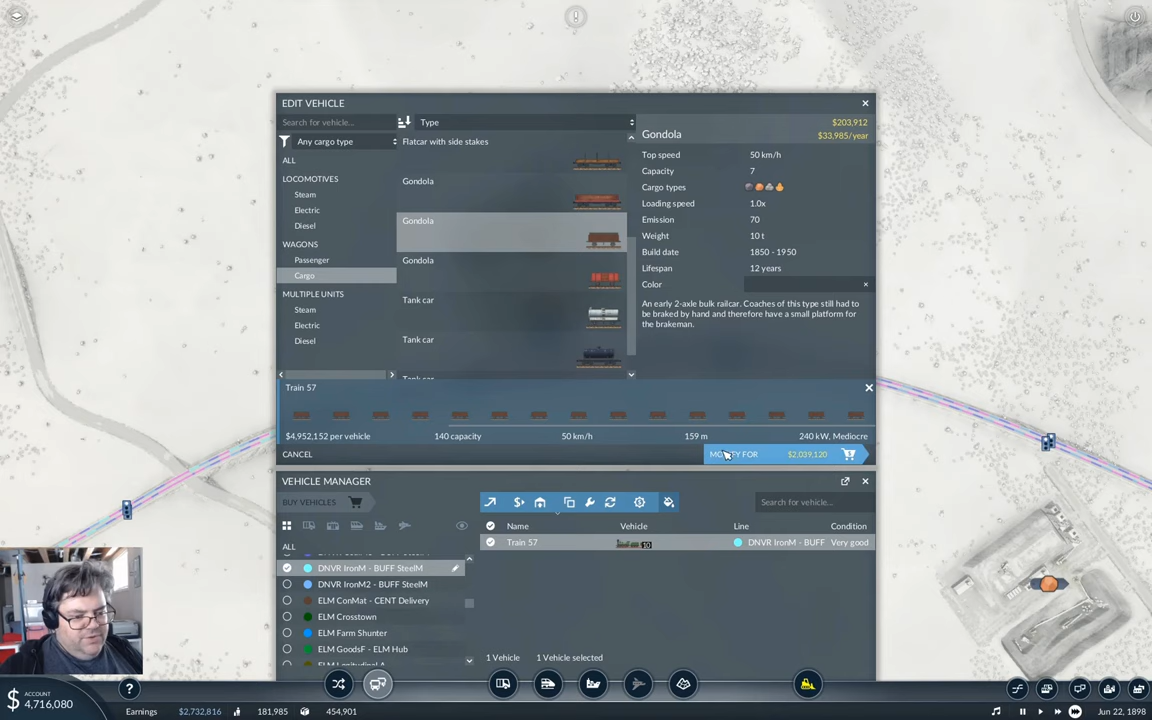 EDIT VEHICLE
Search for vehicle...
Type
Any cargo type
ALL
LOCOMOTIVES
Steam
Electric
Diesel
WAGONS
Passenger
Cargo
MULTIPLE UNITS
Steam
Electric
Diesel
Flatcar with side stakes
Gondola
Gondola
Gondola
Tank car
Tank car
$203,912
Gondola
$33,985/year
Top speed 50 km/h
Capacity 7
Cargo types
Loading speed 1.0x
Emission 70
Weight 10 t
Build date 1850 - 1950
Lifespan 12 years
Color
An early 2-axle bulk railcar. Coaches of this type still had to
be braked by hand and therefore have a small platform for
the brakeman.
Train 57
$4,952,152 per vehicle 140 capacity 50 km/h 159 m 240 kW, Mediocre
CANCEL
FOR $2,039,120
VEHICLE MANAGER
BUY VEHICLES
Search for vehicle...
Name Vehicle Line Condition
Train 57 DNVR IronM - BUFF Very good
ALL
DNVR IronM - BUFF SteelM
DNVR IronM2 - BUFF SteelM
ELM ConMat - CENT Delivery
ELM Crosstown
ELM Farm Shunter
ELM GoodsF - ELM Hub
1 Vehicle 1 Vehicle selected
ACCOUNT
$ 4,716,080
?
Earnings $2,732,816 181,985 454,901
Jun 22, 1898